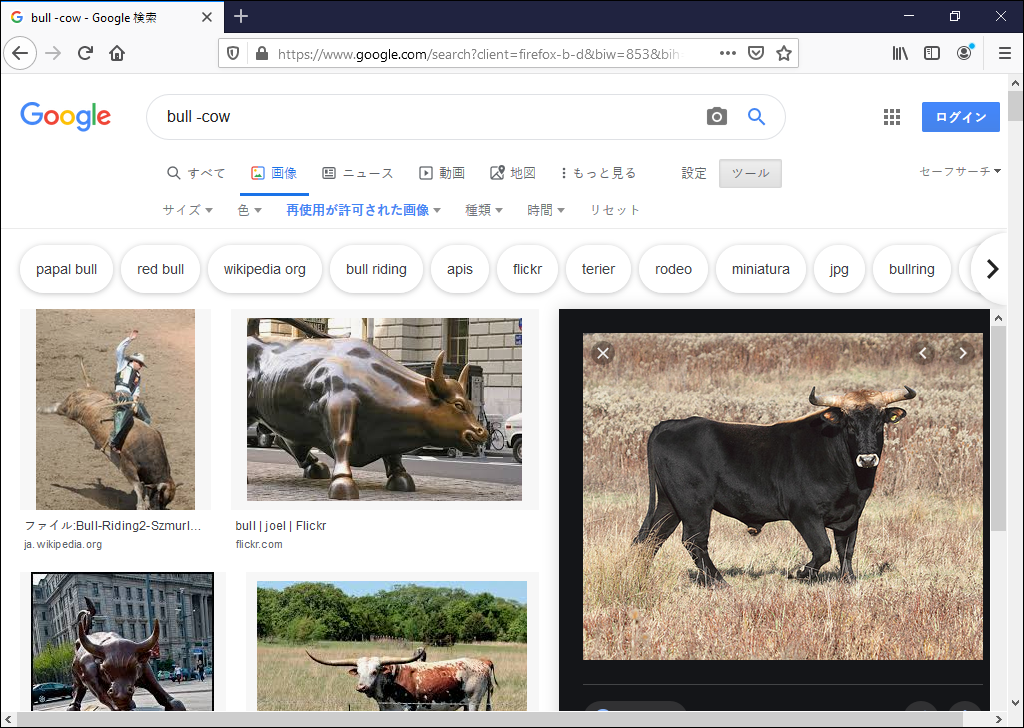 bull -cow - Google 検索
https://www.google.com/search?client=firefox-b-d&biw=853&bih
Google
bull -cow
ログイン
すべて 画像 ニュース 動画 地図 もっと見る 設定 ツール セーフサーチ
サイズ 色 再使用が許可された画像 種類 時間 リセット
papal bull red bull wikipedia org bull riding apis flickr terier rodeo miniatura jpg bullring
ファイル:Bull-Riding2-Szmurl...
ja.wikipedia.org
bull | joel | Flickr
flickr.com